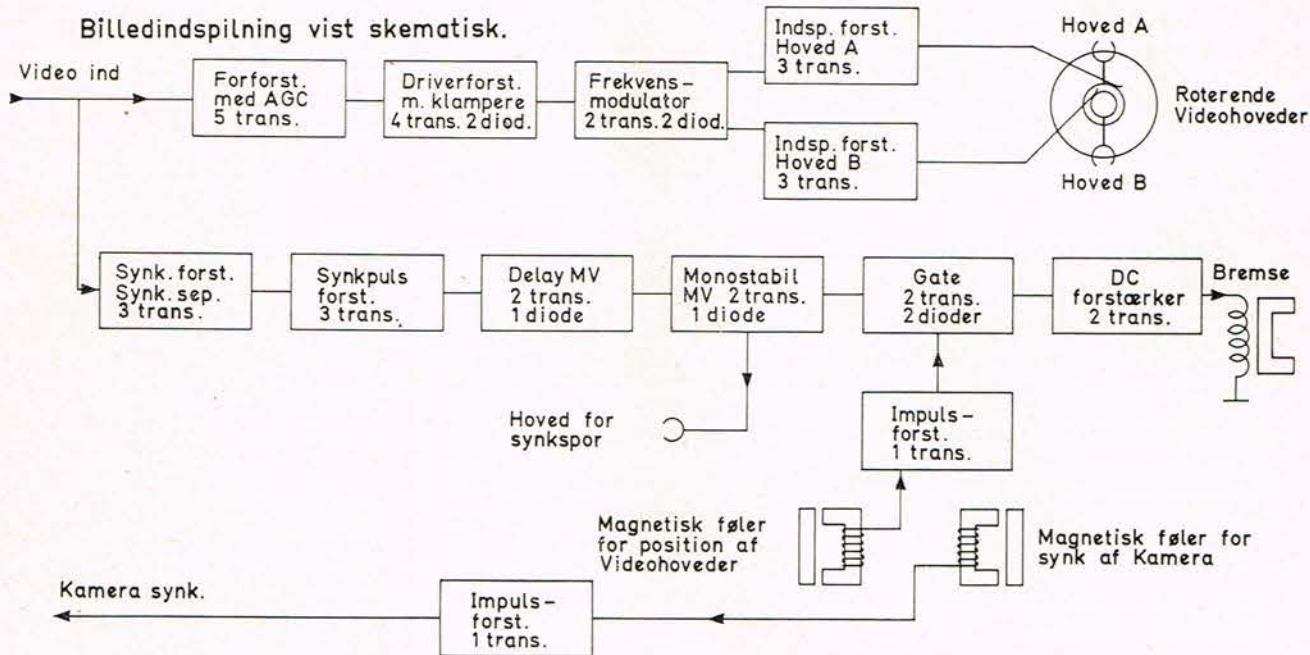 Billedindspilning vist skematisk.
Video ind
Forforst.
med AGC
5 trans.
Driverforst.
m. klampere
4 trans. 2 diod.
Frekvens-
modulator
2 trans. 2 diod.
Indsp. forst.
Hoved A
3 trans.
Indsp. forst.
Hoved B
3 trans.
Hoved A
Roterende
Videohoveder
Hoved B
Synk. forst.
Synk. sep.
3 trans.
Synkpuls
forst.
3 trans.
Delay MV
2 trans.
1 diode
Monostabil
MV 2 trans.
1 diode
Gate
2 trans.
2 dioder
DC
forstærker
2 trans.
Bremse
Hoved for
synkspor
Impuls-
forst.
1 trans.
Magnetisk føler
for position af
Videohoveder
Magnetisk føler for
synk af Kamera
Kamera synk.
Impuls-
forst.
1 trans.